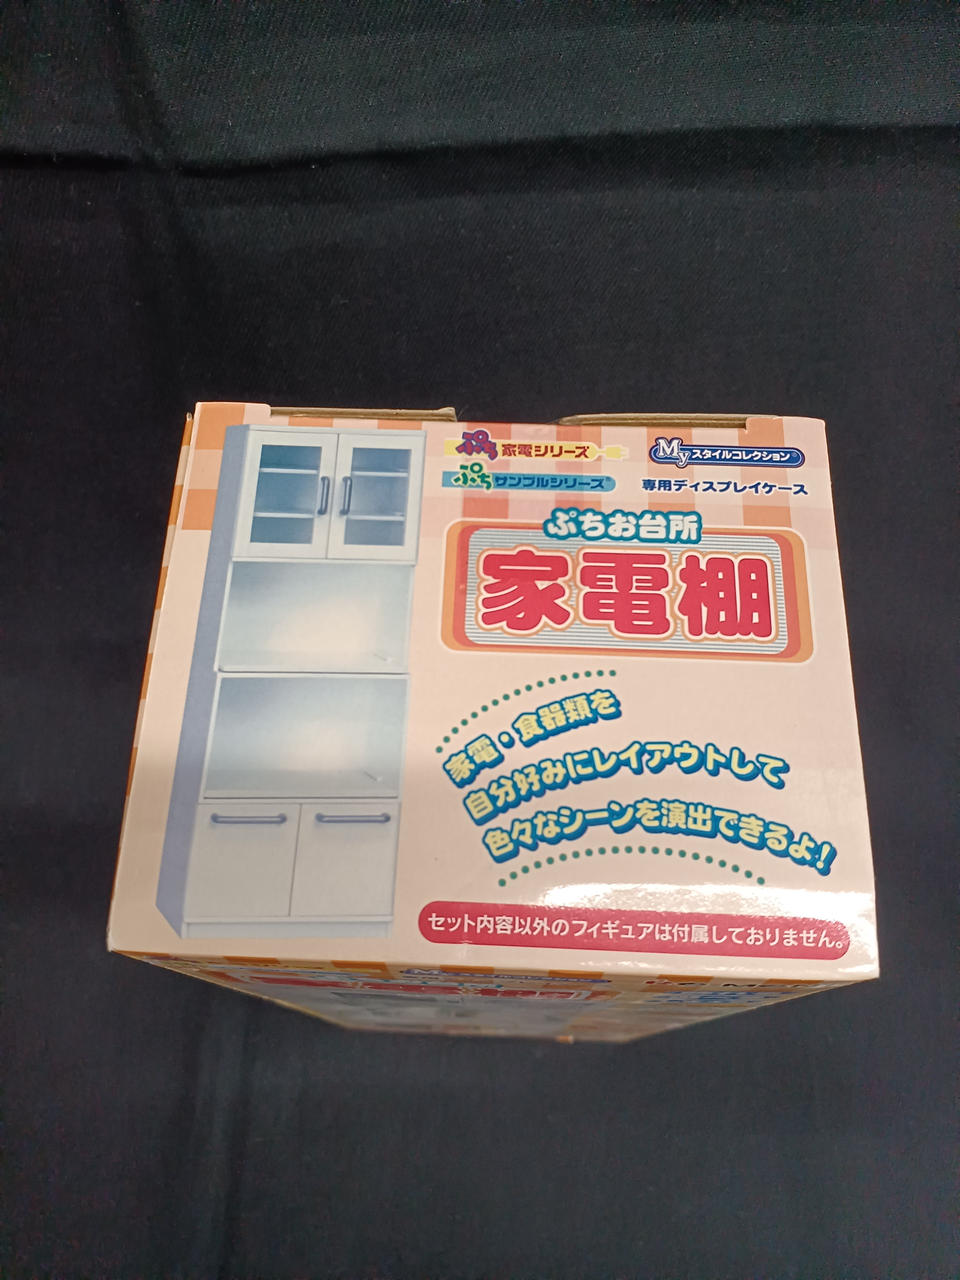 ぷち家電シリーズ
Myスタイルコレクション®
ぷちサンプルシリーズ®
専用ディスプレイケース
ぷちお台所
家電棚
家電・食器類を
自分好みにレイアウトして
色々なシーンを演出できるよ!
セット内容以外のフィギュアは付属しておりません。